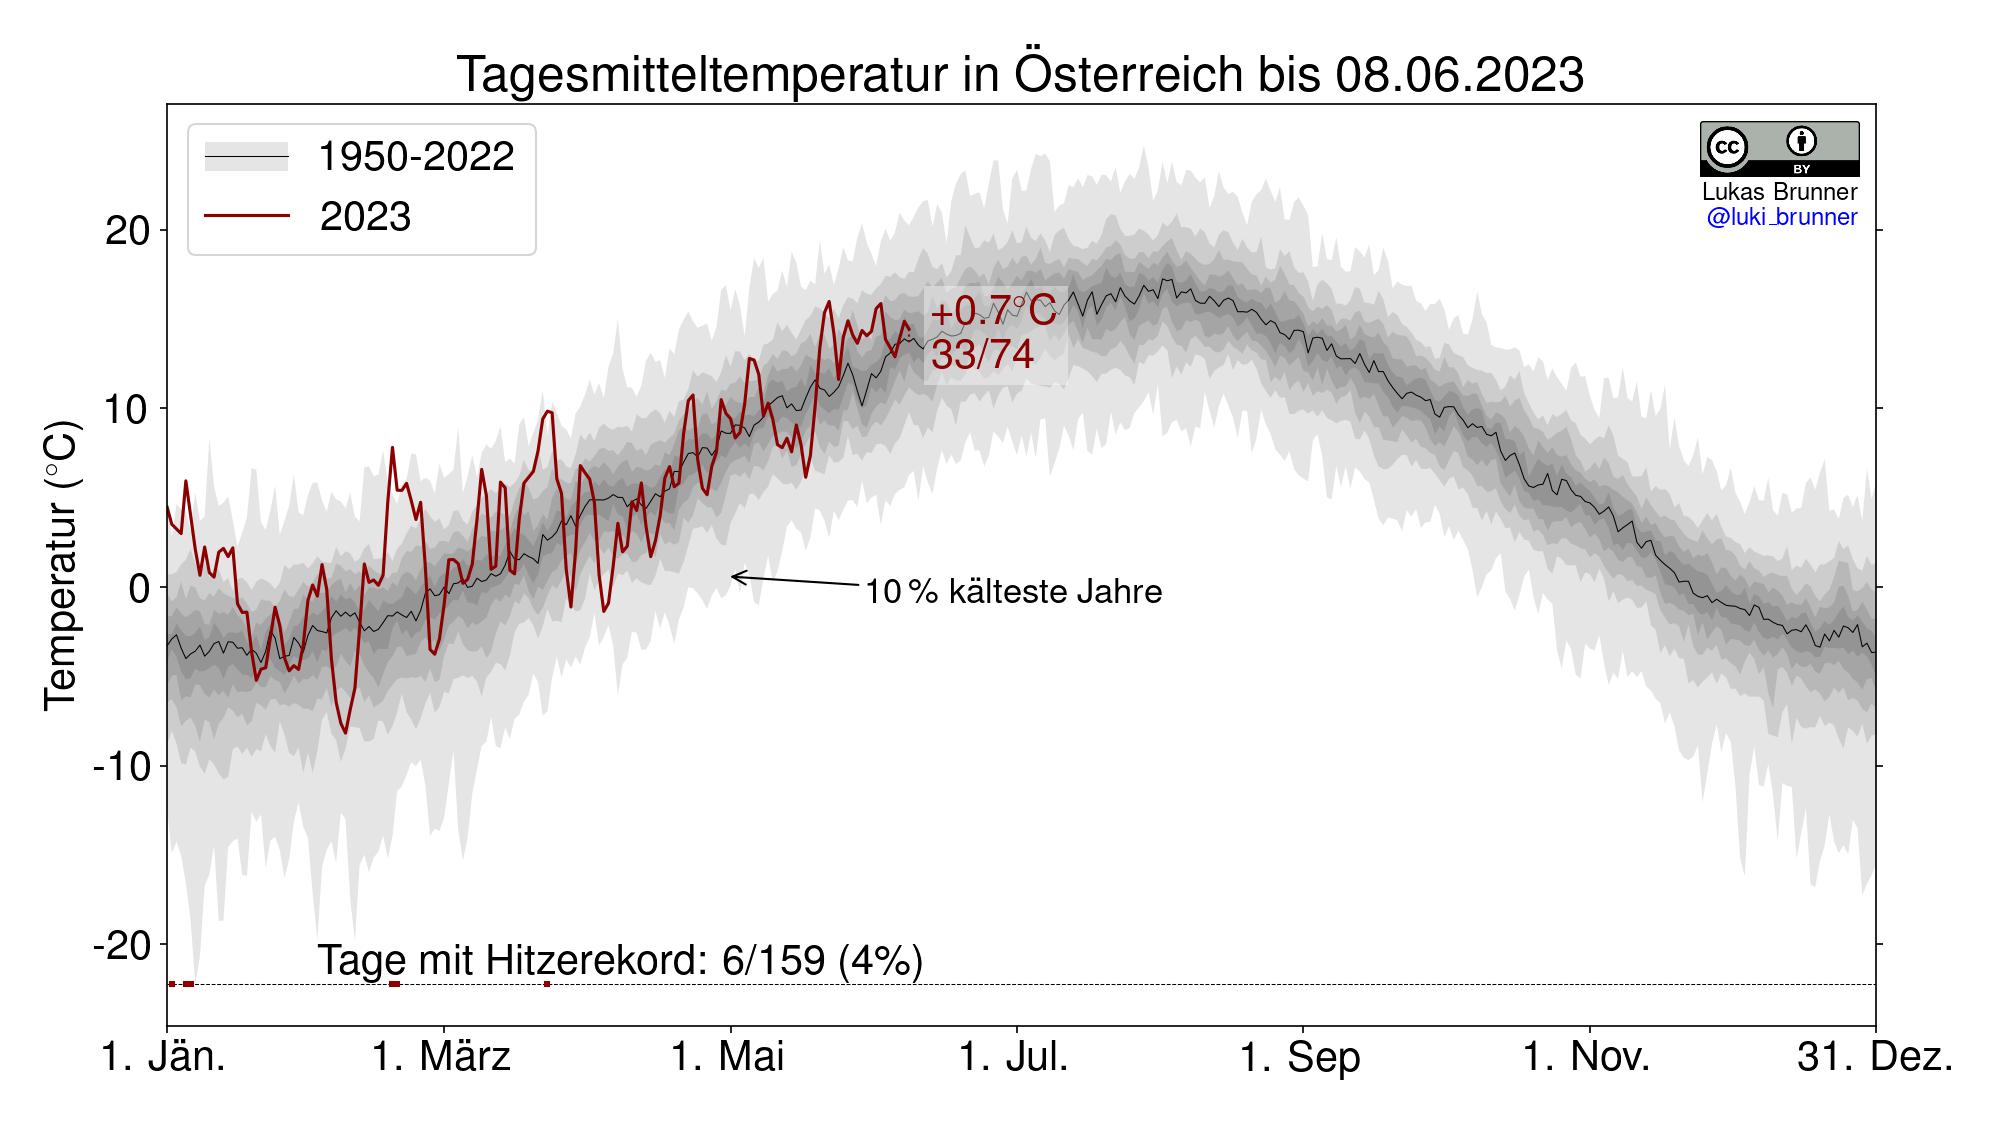 Tagesmitteltemperatur in Österreich bis 08.06.2023
1950-2022
2023
cc
BY
Lukas Brunner
@luki_brunner
Temperatur (°C)
20
10
0
-10
-20
+0.7°C
33/74
10 % kälteste Jahre
Tage mit Hitzerekord: 6/159 (4%)
1. Jän.
1. März
1. Mai
1. Jul.
1. Sep
1. Nov.
31. Dez.